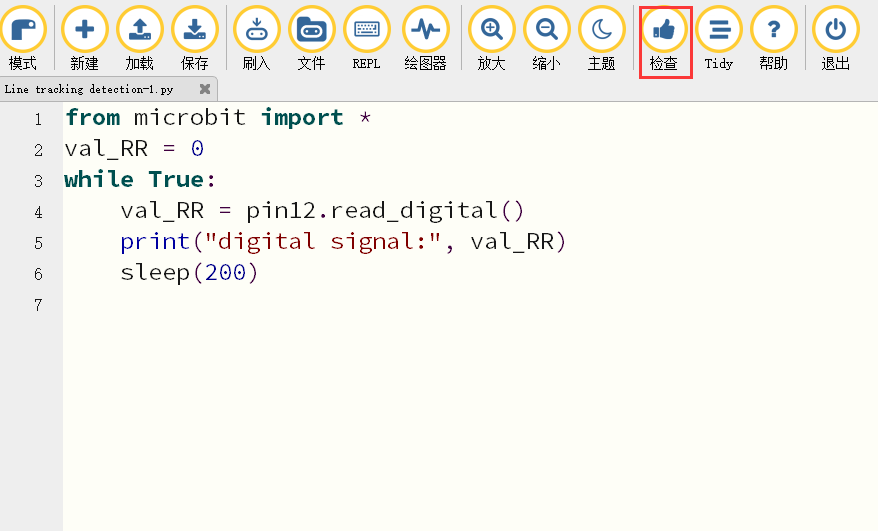 模式 新建 加载 保存 刷入 文件 REPL 绘图器 放大 缩小 主题 检查 Tidy 帮助 退出
Line tracking detection-1.py
1 from microbit import *
2 val_RR = 0
3 while True:
4 val_RR = pin12.read_digital()
5 print("digital signal:", val_RR)
6 sleep(200)
7